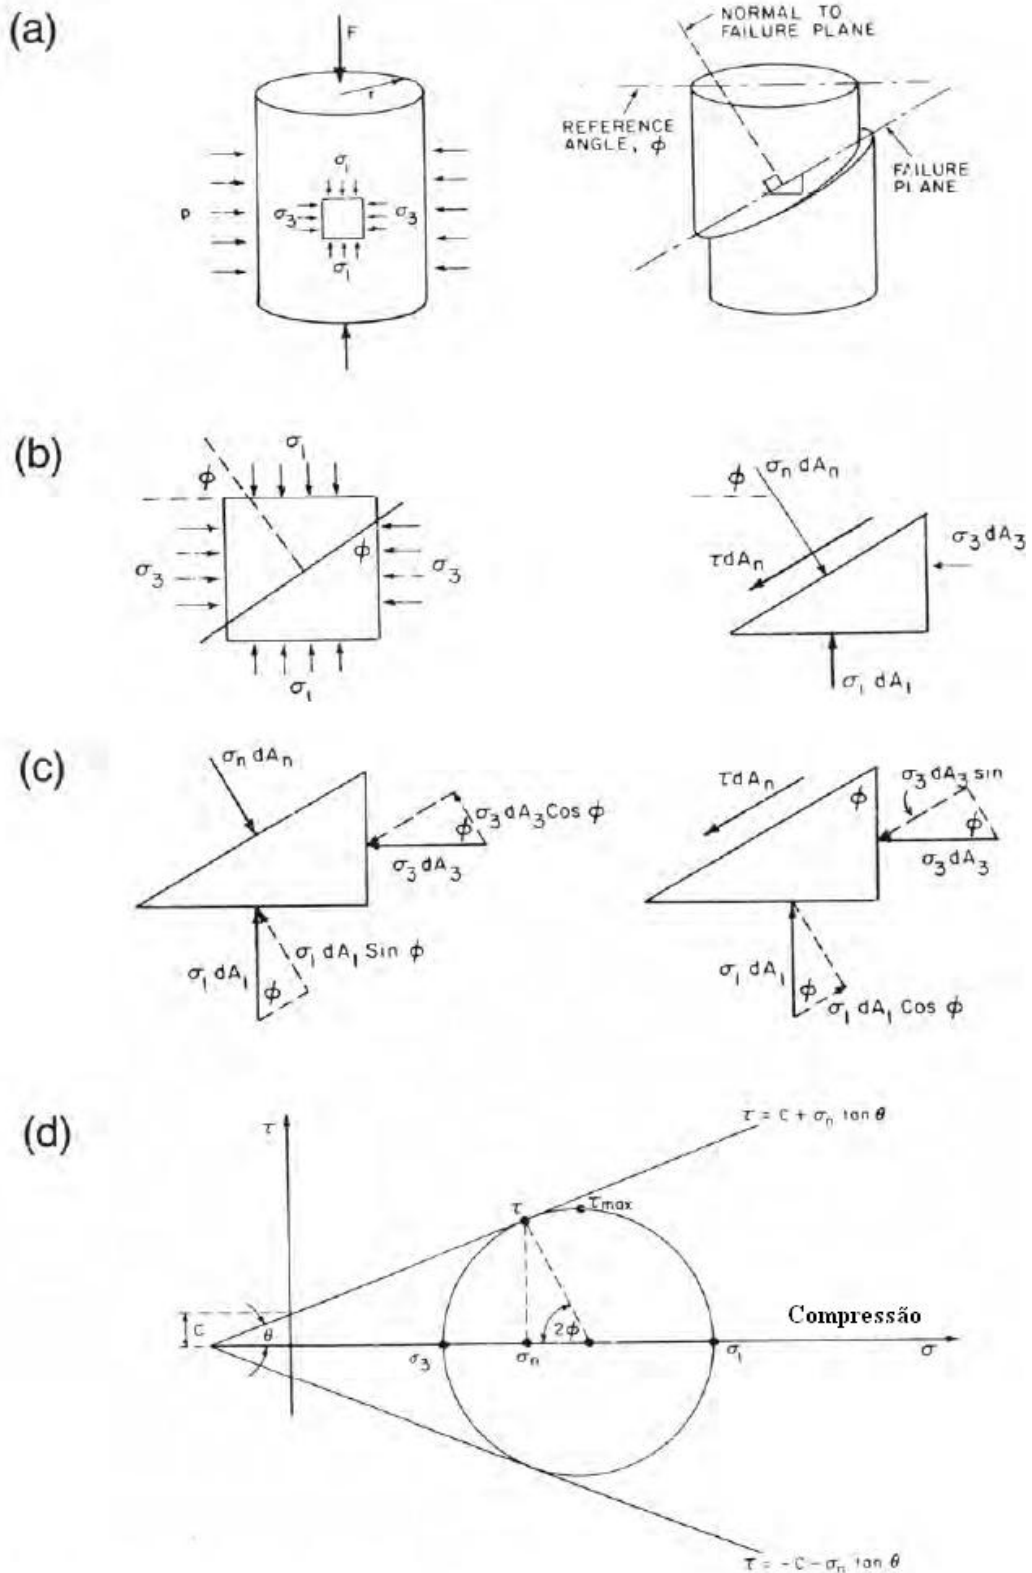 (a)
F
r
NORMAL TO
FAILURE PLANE
REFERENCE
ANGLE, ϕ
FAILURE
PLANE
σ₁
σ₃ σ₃
p
σ₁
(b)
σ₁
ϕ
ϕ
σ₃ σ₃
σ₁
ϕ σₙ dAₙ
τdAₙ
σ₃ dA₃
σ₁ dA₁
(c)
σₙ dAₙ
σ₃ dA₃ Cos ϕ
ϕ
σ₃ dA₃
σ₁ dA₁ Sin ϕ
σ₁ dA₁
ϕ
τdAₙ
σ₃ dA₃ sin
ϕ
ϕ
σ₃ dA₃
σ₁ dA₁
ϕ
σ₁ dA₁ Cos ϕ
(d)
τ
τ = C + σₙ tan θ
τ
τmax
C
θ
2ϕ
Compressão
σ₃
σₙ
σ₁
σ
τ = -C - σₙ tan θ